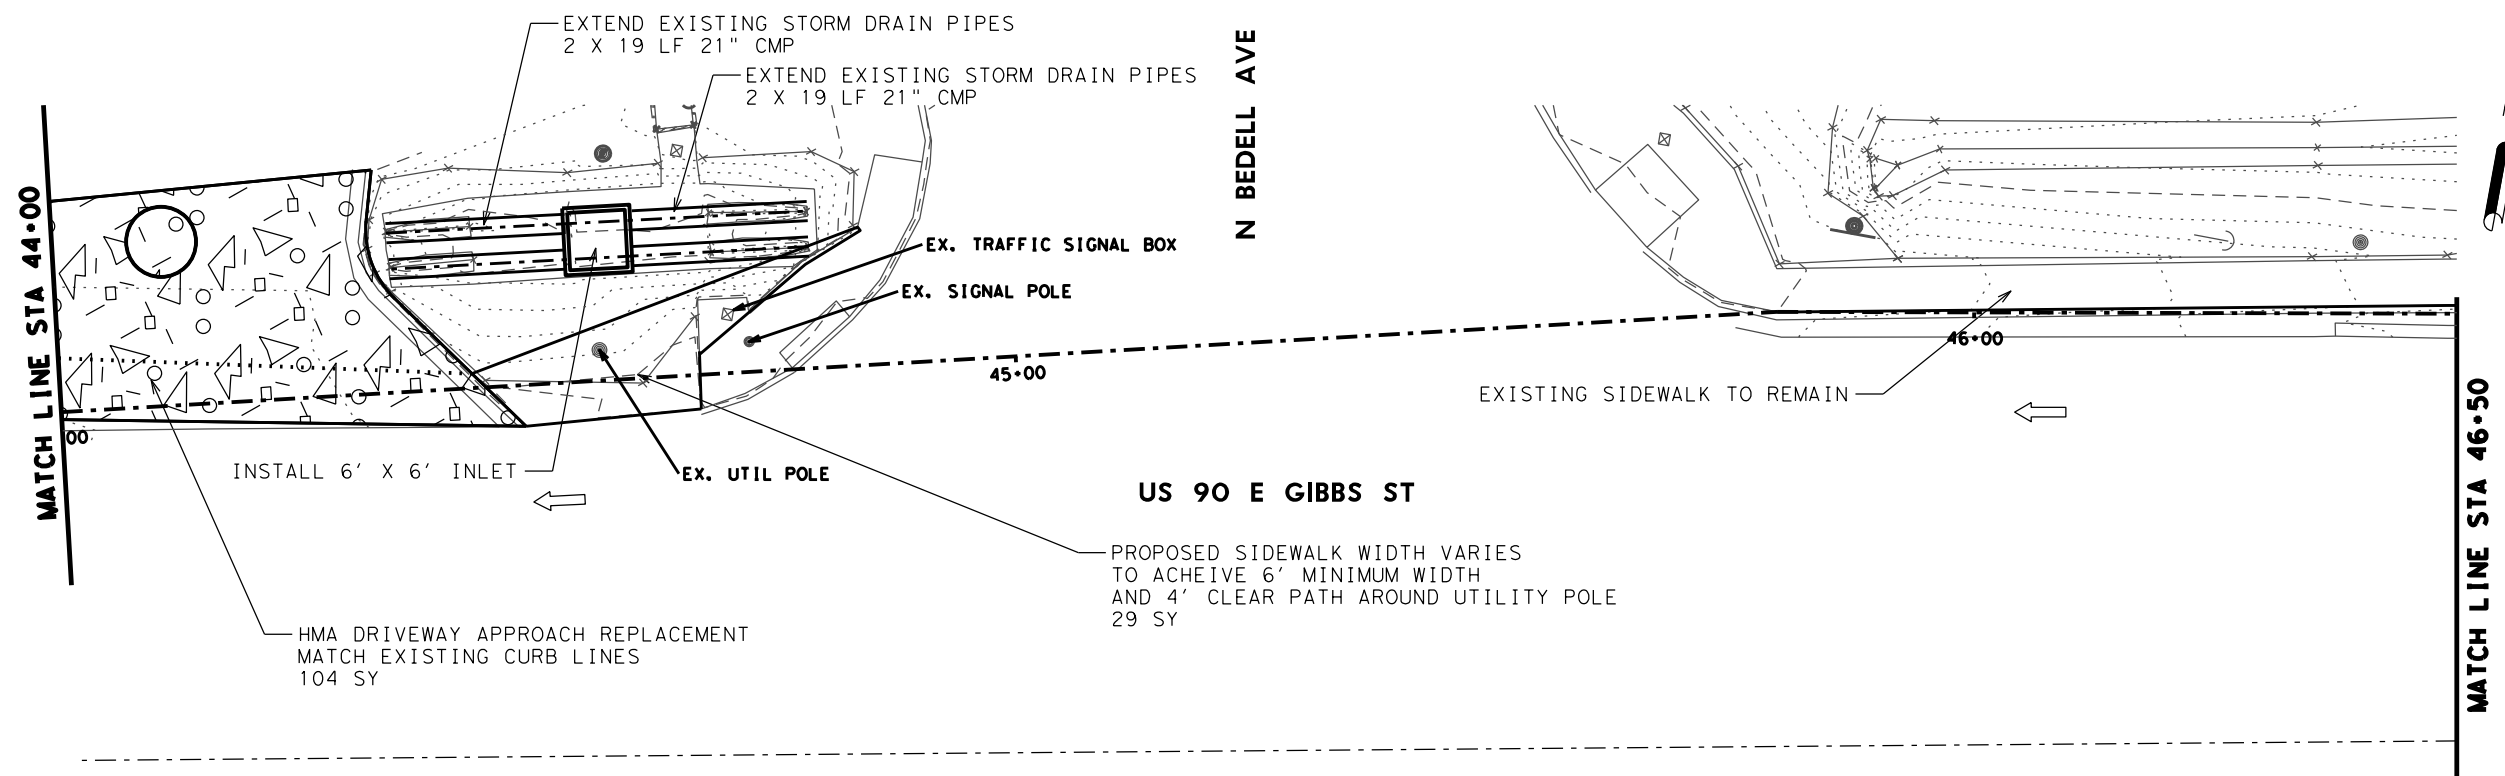 EXTEND EXISTING STORM DRAIN PIPES
2 X 19 LF 21" CMP
EXTEND EXISTING STORM DRAIN PIPES
2 X 19 LF 21" CMP
N BEDELL AVE
MATCH LINE STA 44+00
EX. TRAFFIC SIGNAL BOX
EX. SIGNAL POLE
46+00
45+00
EXISTING SIDEWALK TO REMAIN
00
INSTALL 6' X 6' INLET
EX. UTIL POLE
US 90 E GIBBS ST
MATCH LINE STA 46+50
PROPOSED SIDEWALK WIDTH VARIES
TO ACHEIVE 6' MINIMUM WIDTH
AND 4' CLEAR PATH AROUND UTILITY POLE
29 SY
HMA DRIVEWAY APPROACH REPLACEMENT
MATCH EXISTING CURB LINES
104 SY